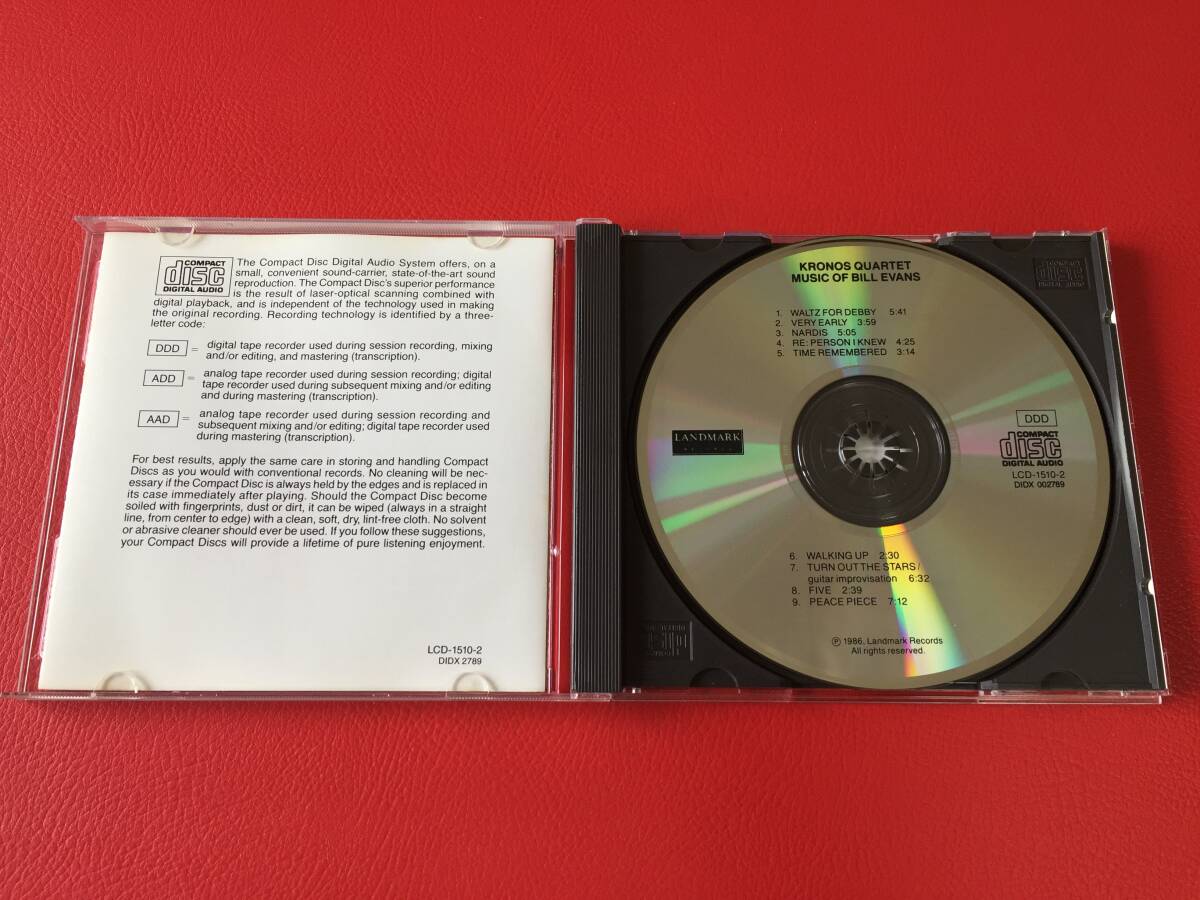 COMPACT
disc
DIGITAL AUDIO
The Compact Disc Digital Audio System offers, on a
small, convenient sound-carrier, state-of-the-art sound
reproduction. The Compact Disc's superior performance
is the result of laser-optical scanning combined with
digital playback, and is independent of the technology used in making
the original recording. Recording technology is identified by a three-
letter code:
DDD = digital tape recorder used during session recording, mixing
and/or editing, and mastering (transcription).
ADD = analog tape recorder used during session recording; digital
tape recorder used during subsequent mixing and/or editing
and during mastering (transcription).
AAD = analog tape recorder used during session recording and
subsequent mixing and/or editing; digital tape recorder used
during mastering (transcription).
For best results, apply the same care in storing and handling Compact
Discs as you would with conventional records. No cleaning will be nec-
essary if the Compact Disc is always held by the edges and is replaced in
its case immediately after playing. Should the Compact Disc become
soiled with fingerprints, dust or dirt, it can be wiped (always in a straight
line, from center to edge) with a clean, soft, dry, lint-free cloth. No solvent
or abrasive cleaner should ever be used. If you follow these suggestions,
your Compact Discs will provide a lifetime of pure listening enjoyment.
LCD-1510-2
DIDX 2789
KRONOS QUARTET
MUSIC OF BILL EVANS
1. WALTZ FOR DEBBY 5:41
2. VERY EARLY 3:59
3. NARDIS 5:05
4. RE: PERSON I KNEW 4:25
5. TIME REMEMBERED 3:14
LANDMARK
DDD
COMPACT
disc
DIGITAL AUDIO
LCD-1510-2
DIDX 002789
6. WALKING UP 2:30
7. TURN OUT THE STARS/
guitar improvisation 6:32
8. FIVE 2:39
9. PEACE PIECE 7:12
Ⓟ 1986, Landmark Records
All rights reserved.
COMPACT
disc
DIGITAL AUDIO